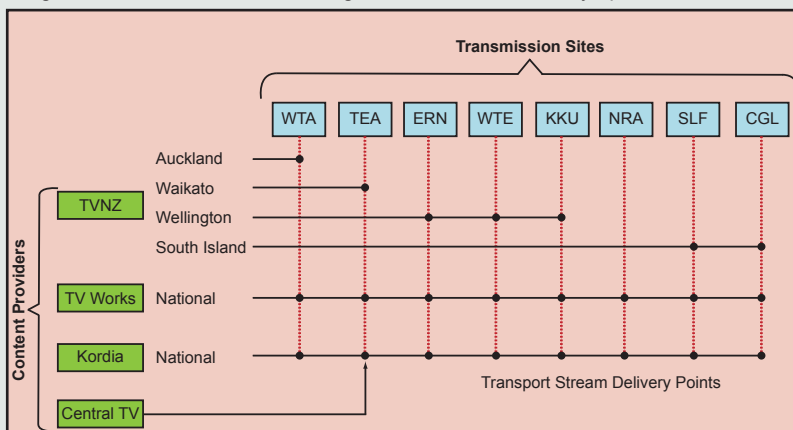 Transmission Sites
WTA TEA ERN WTE KKU NRA SLF CGL
Auckland
Waikato
TVNZ
Wellington
South Island
TV Works National
Kordia National
Transport Stream Delivery Points
Central TV
Content Providers